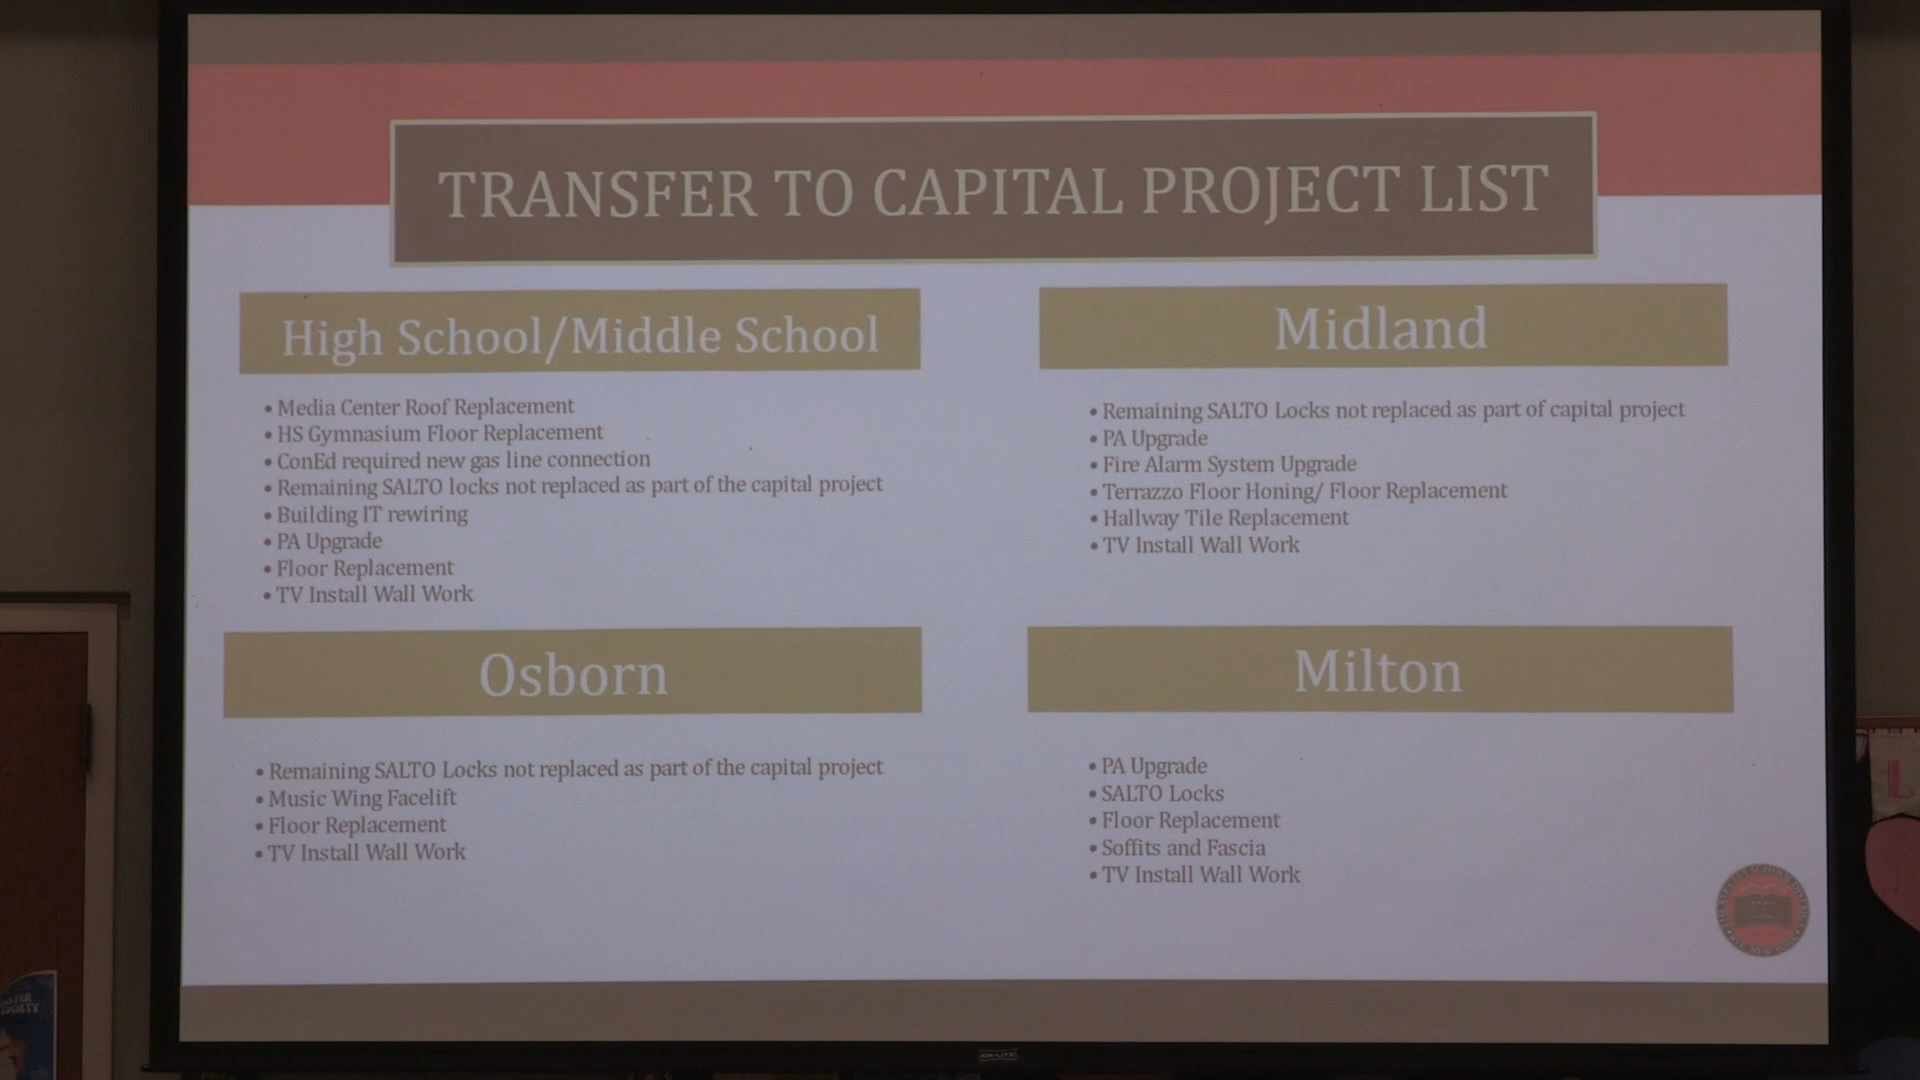 TRANSFER TO CAPITAL PROJECT LIST
High School/Middle School
• Media Center Roof Replacement
• HS Gymnasium Floor Replacement
• ConEd required new gas line connection
• Remaining SALTO locks not replaced as part of the capital project
• Building IT rewiring
• PA Upgrade
• Floor Replacement
• TV Install Wall Work
Midland
• Remaining SALTO Locks not replaced as part of capital project
• PA Upgrade
• Fire Alarm System Upgrade
• Terrazzo Floor Honing/ Floor Replacement
• Hallway Tile Replacement
• TV Install Wall Work
Osborn
• Remaining SALTO Locks not replaced as part of the capital project
• Music Wing Facelift
• Floor Replacement
• TV Install Wall Work
Milton
• PA Upgrade
• SALTO Locks
• Floor Replacement
• Soffits and Fascia
• TV Install Wall Work
DA-LITE
L